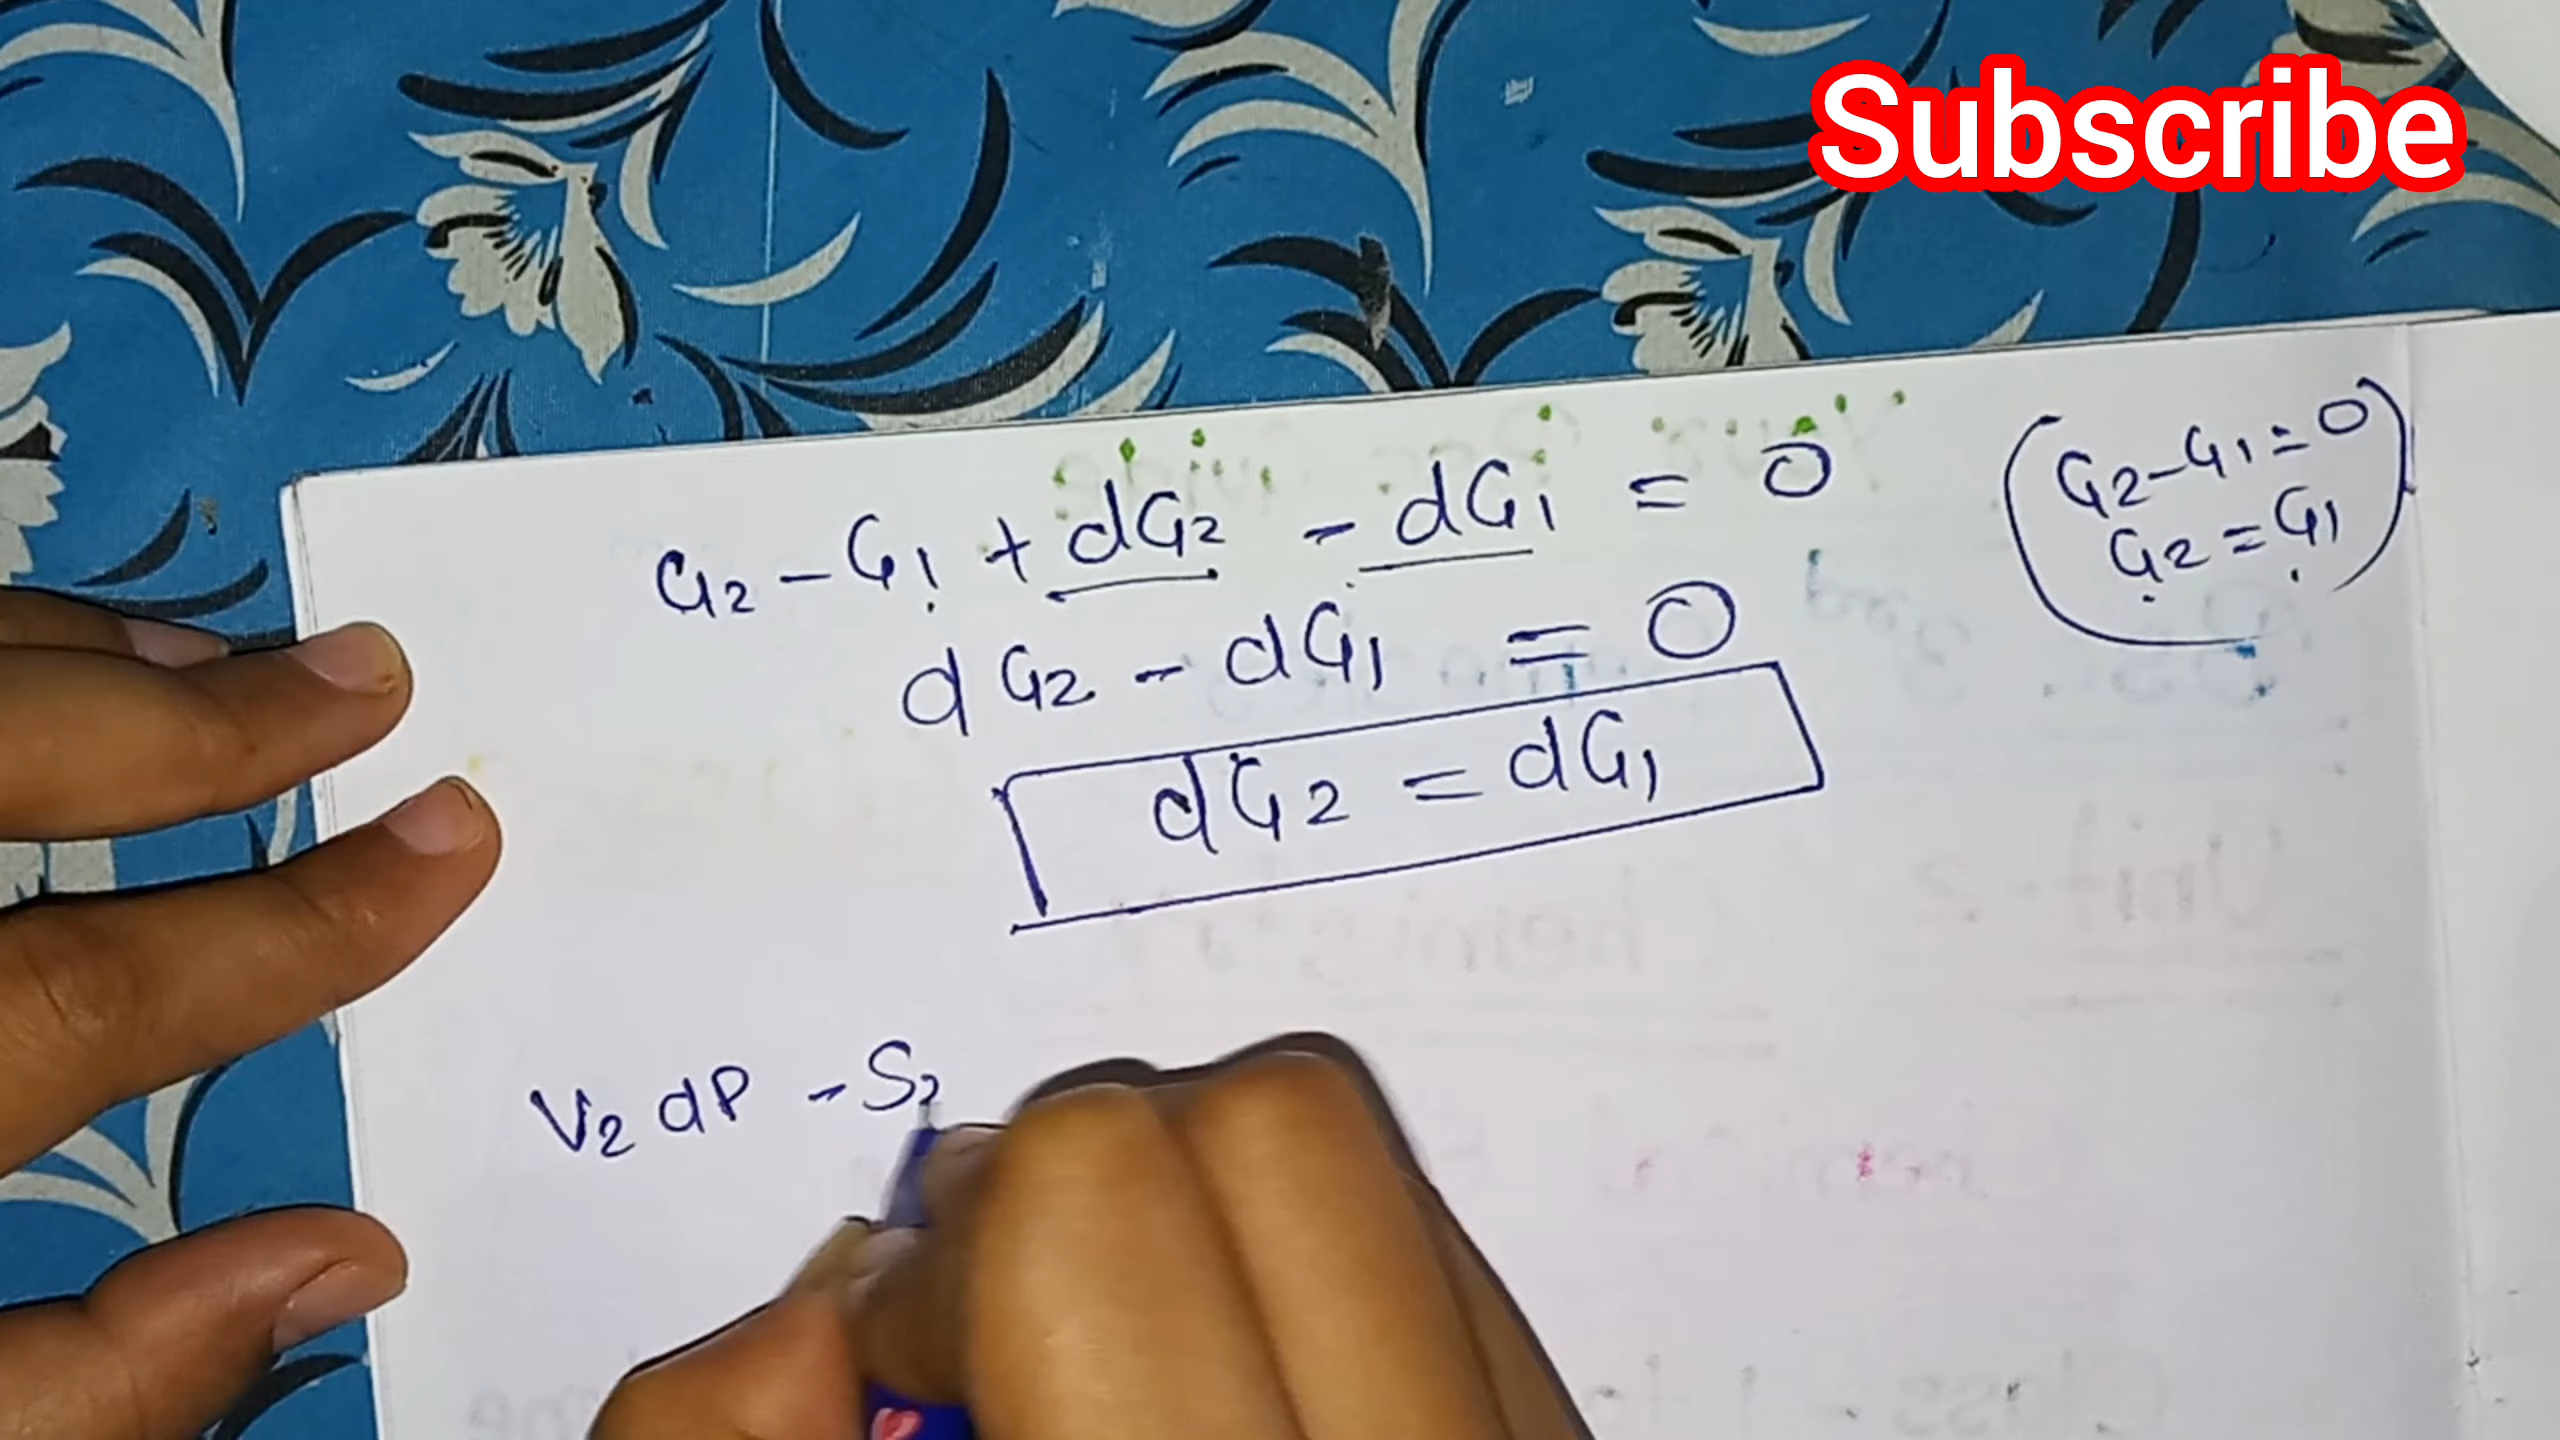 Subscribe
G2 - G1 + dG2 - dG1 = 0
(G2 - G1 = 0
G2 = G1)
dG2 - dG1 = 0
dG2 = dG1
V2 dP - S2